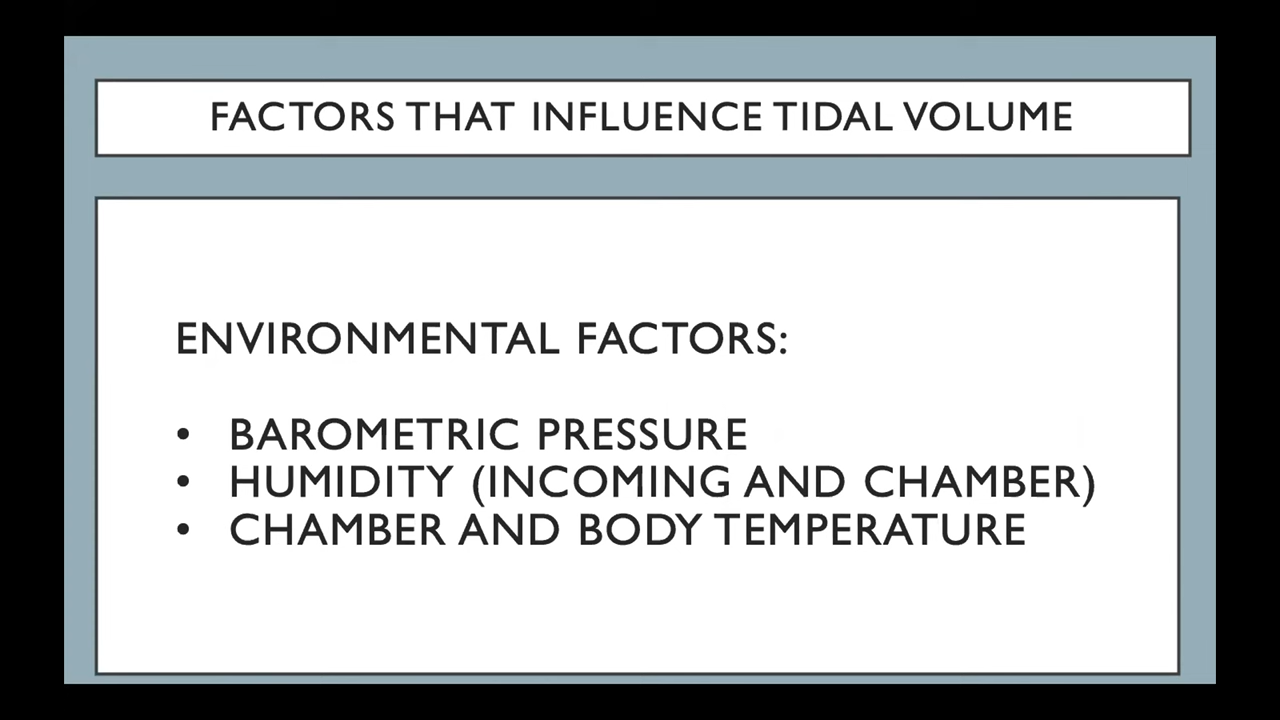 FACTORS THAT INFLUENCE TIDAL VOLUME
ENVIRONMENTAL FACTORS:
• BAROMETRIC PRESSURE
• HUMIDITY (INCOMING AND CHAMBER)
• CHAMBER AND BODY TEMPERATURE